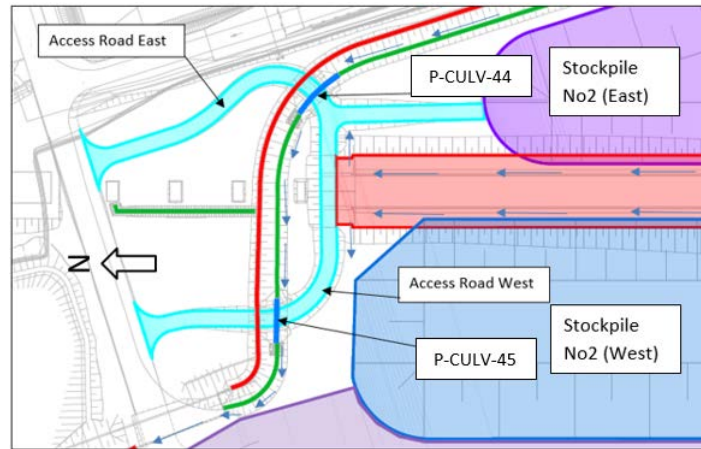 Access Road East
P-CULV-44
Stockpile
No2 (East)
N
Access Road West
P-CULV-45
Stockpile
No2 (West)